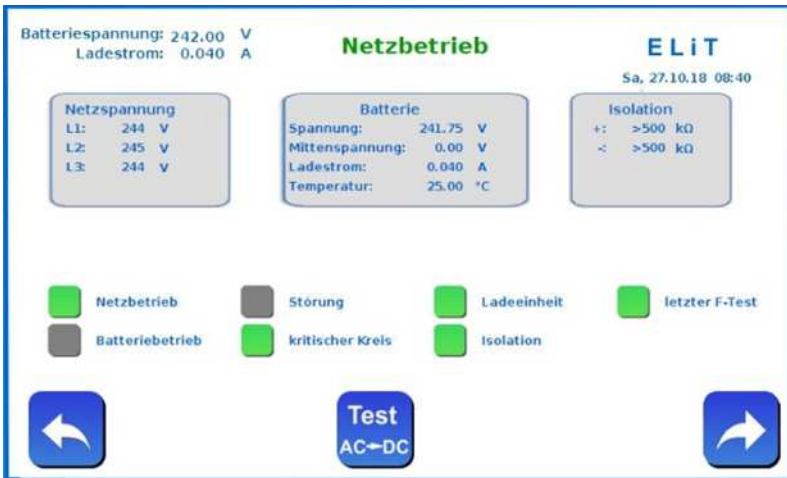 Batteriespannung: 242.00 V
Ladestrom: 0.040 A
Netzbetrieb
ELiT
Sa, 27.10.18 08:40
Netzspannung
L1: 244 V
L2: 245 V
L3: 244 V
Batterie
Spannung: 241.75 V
Mittenspannung: 0.00 V
Ladestrom: 0.040 A
Temperatur: 25.00 °C
Isolation
+: >500 kΩ
-: >500 kΩ
Netzbetrieb
Störung
Ladeeinheit
letzter F-Test
Batteriebetrieb
kritischer Kreis
Isolation
Test
AC←DC